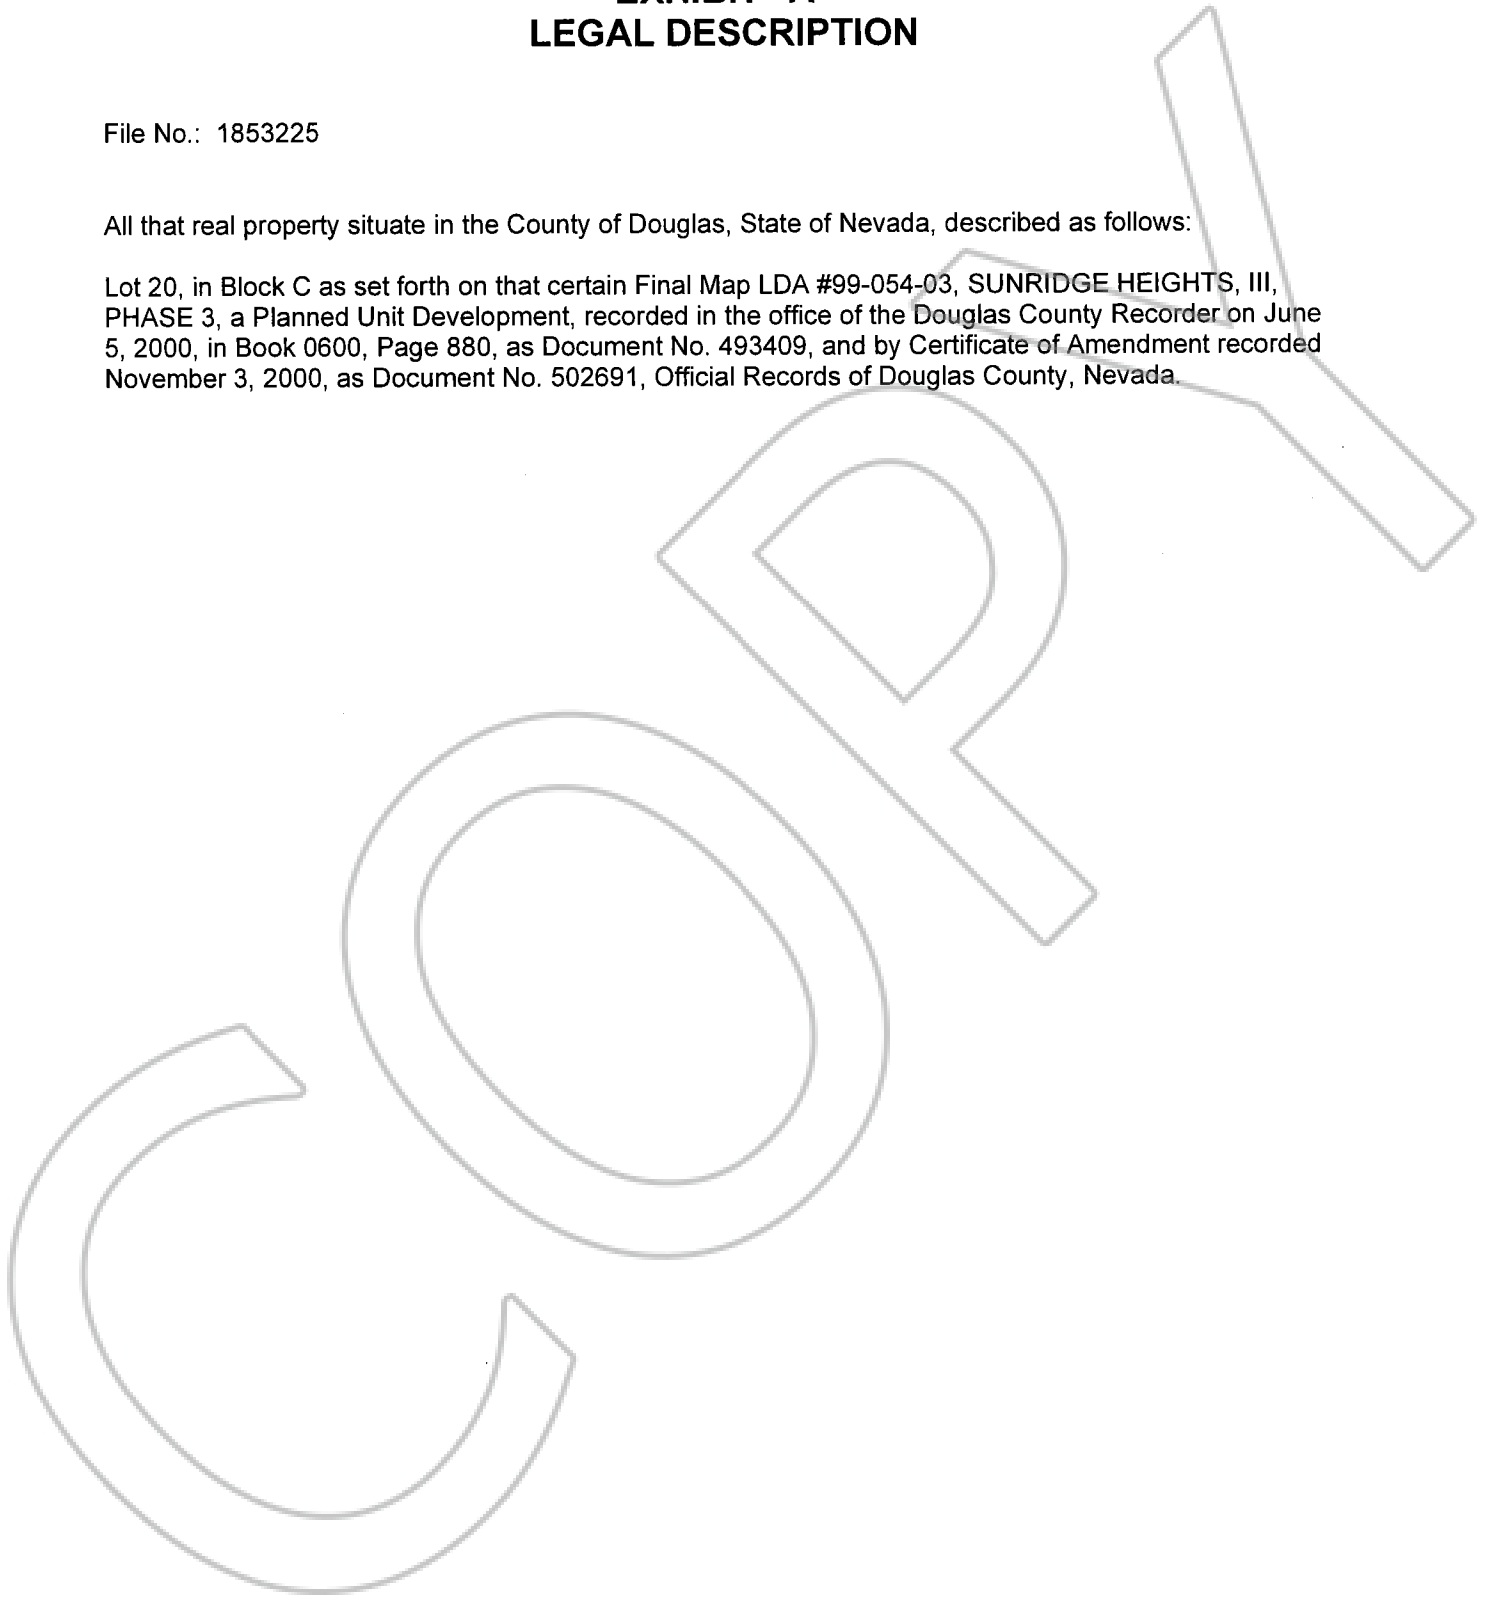 EXHIBIT "A"
LEGAL DESCRIPTION
File No.: 1853225
All that real property situate in the County of Douglas, State of Nevada, described as follows:
Lot 20, in Block C as set forth on that certain Final Map LDA #99-054-03, SUNRIDGE HEIGHTS, III,
PHASE 3, a Planned Unit Development, recorded in the office of the Douglas County Recorder on June
5, 2000, in Book 0600, Page 880, as Document No. 493409, and by Certificate of Amendment recorded
November 3, 2000, as Document No. 502691, Official Records of Douglas County, Nevada.
COPY